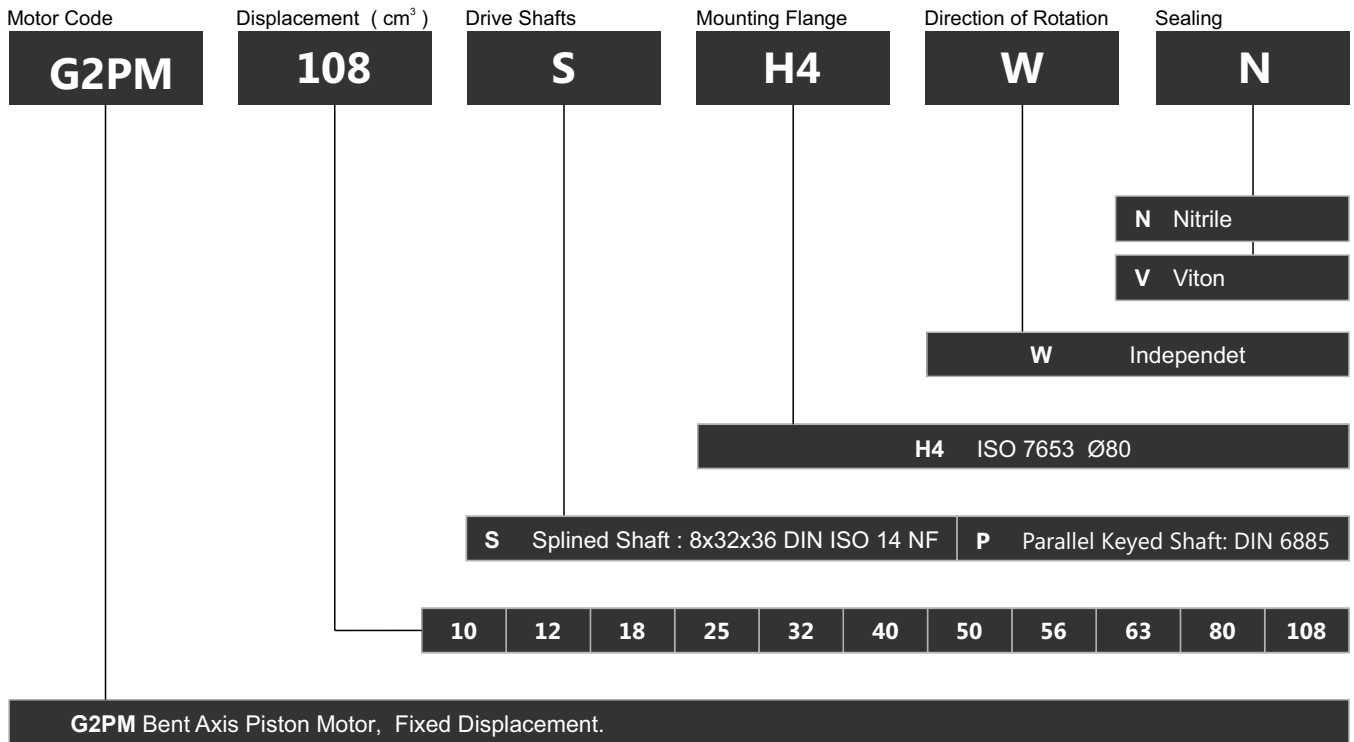 Motor Code Displacement ( cm³ ) Drive Shafts Mounting Flange Direction of Rotation Sealing
G2PM 108 S H4 W N
N Nitrile
V Viton
W Independet
H4 ISO 7653 Ø80
S Splined Shaft : 8x32x36 DIN ISO 14 NF P Parallel Keyed Shaft: DIN 6885
10 12 18 25 32 40 50 56 63 80 108
G2PM Bent Axis Piston Motor, Fixed Displacement.